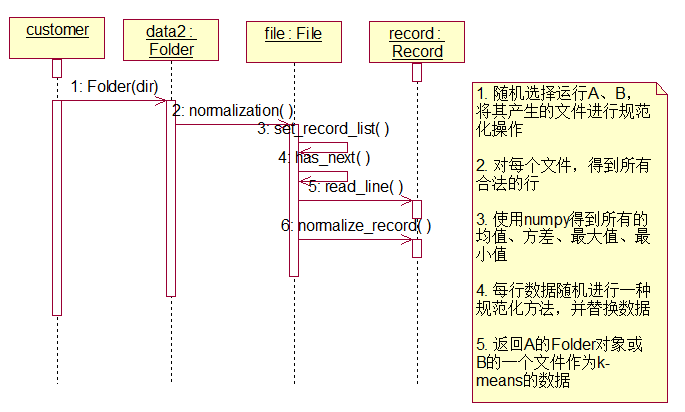 customer
data2 :
Folder
file : File
record :
Record
1: Folder(dir)
2: normalization( )
3: set_record_list( )
4: has_next( )
5: read_line( )
6: normalize_record( )
1. 随机选择运行A、B，
将其产生的文件进行规范
化操作
2. 对每个文件，得到所有
合法的行
3. 使用numpy得到所有的
均值、方差、最大值、最
小值
4. 每行数据随机进行一种
规范化方法，并替换数据
5. 返回A的Folder对象或
B的一个文件作为k-
means的数据